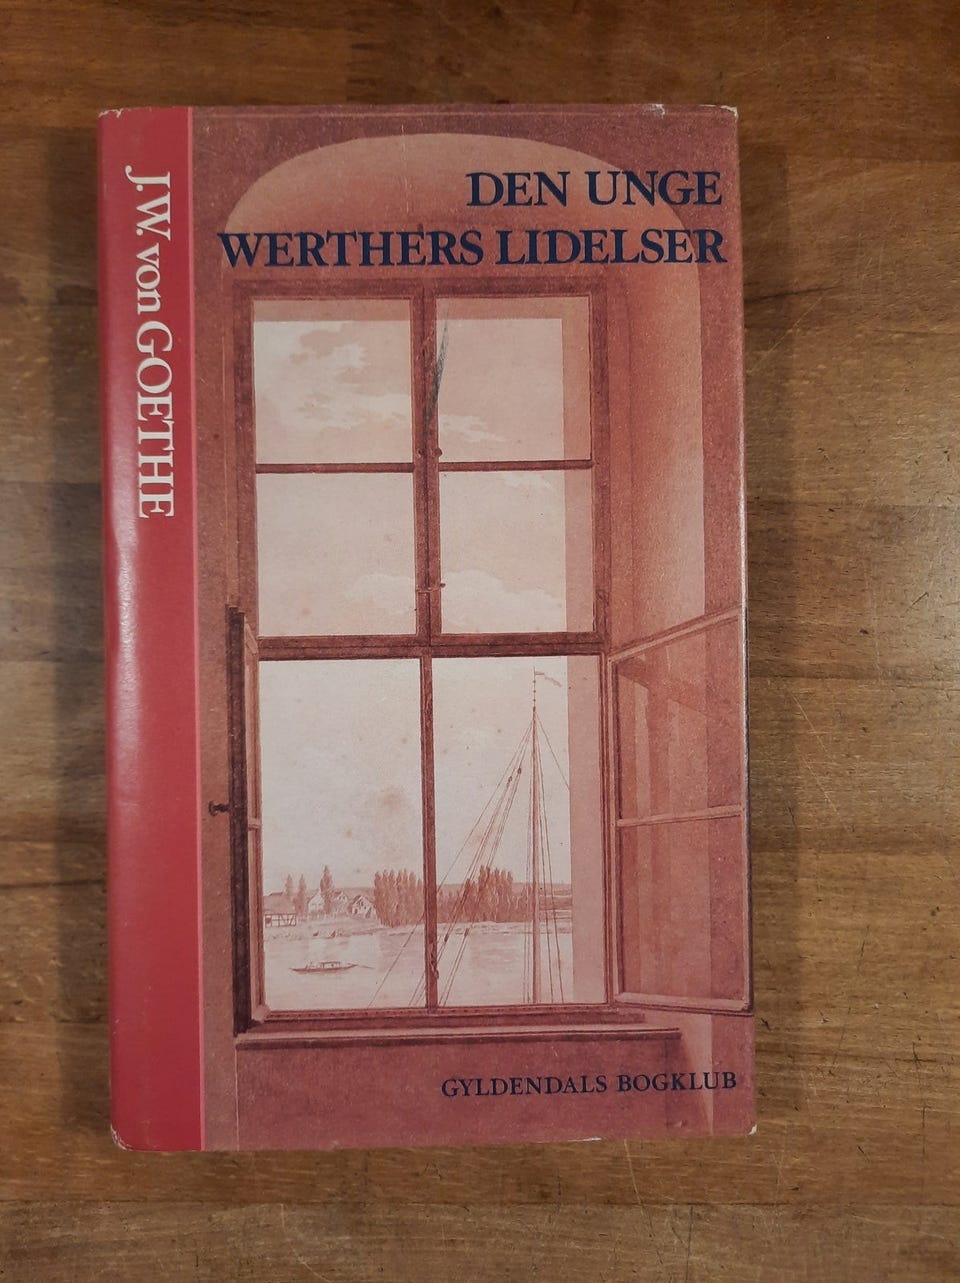 J.W. von GOETHE
DEN UNGE
WERTHERS LIDELSER
GYLDENDALS BOGKLUB